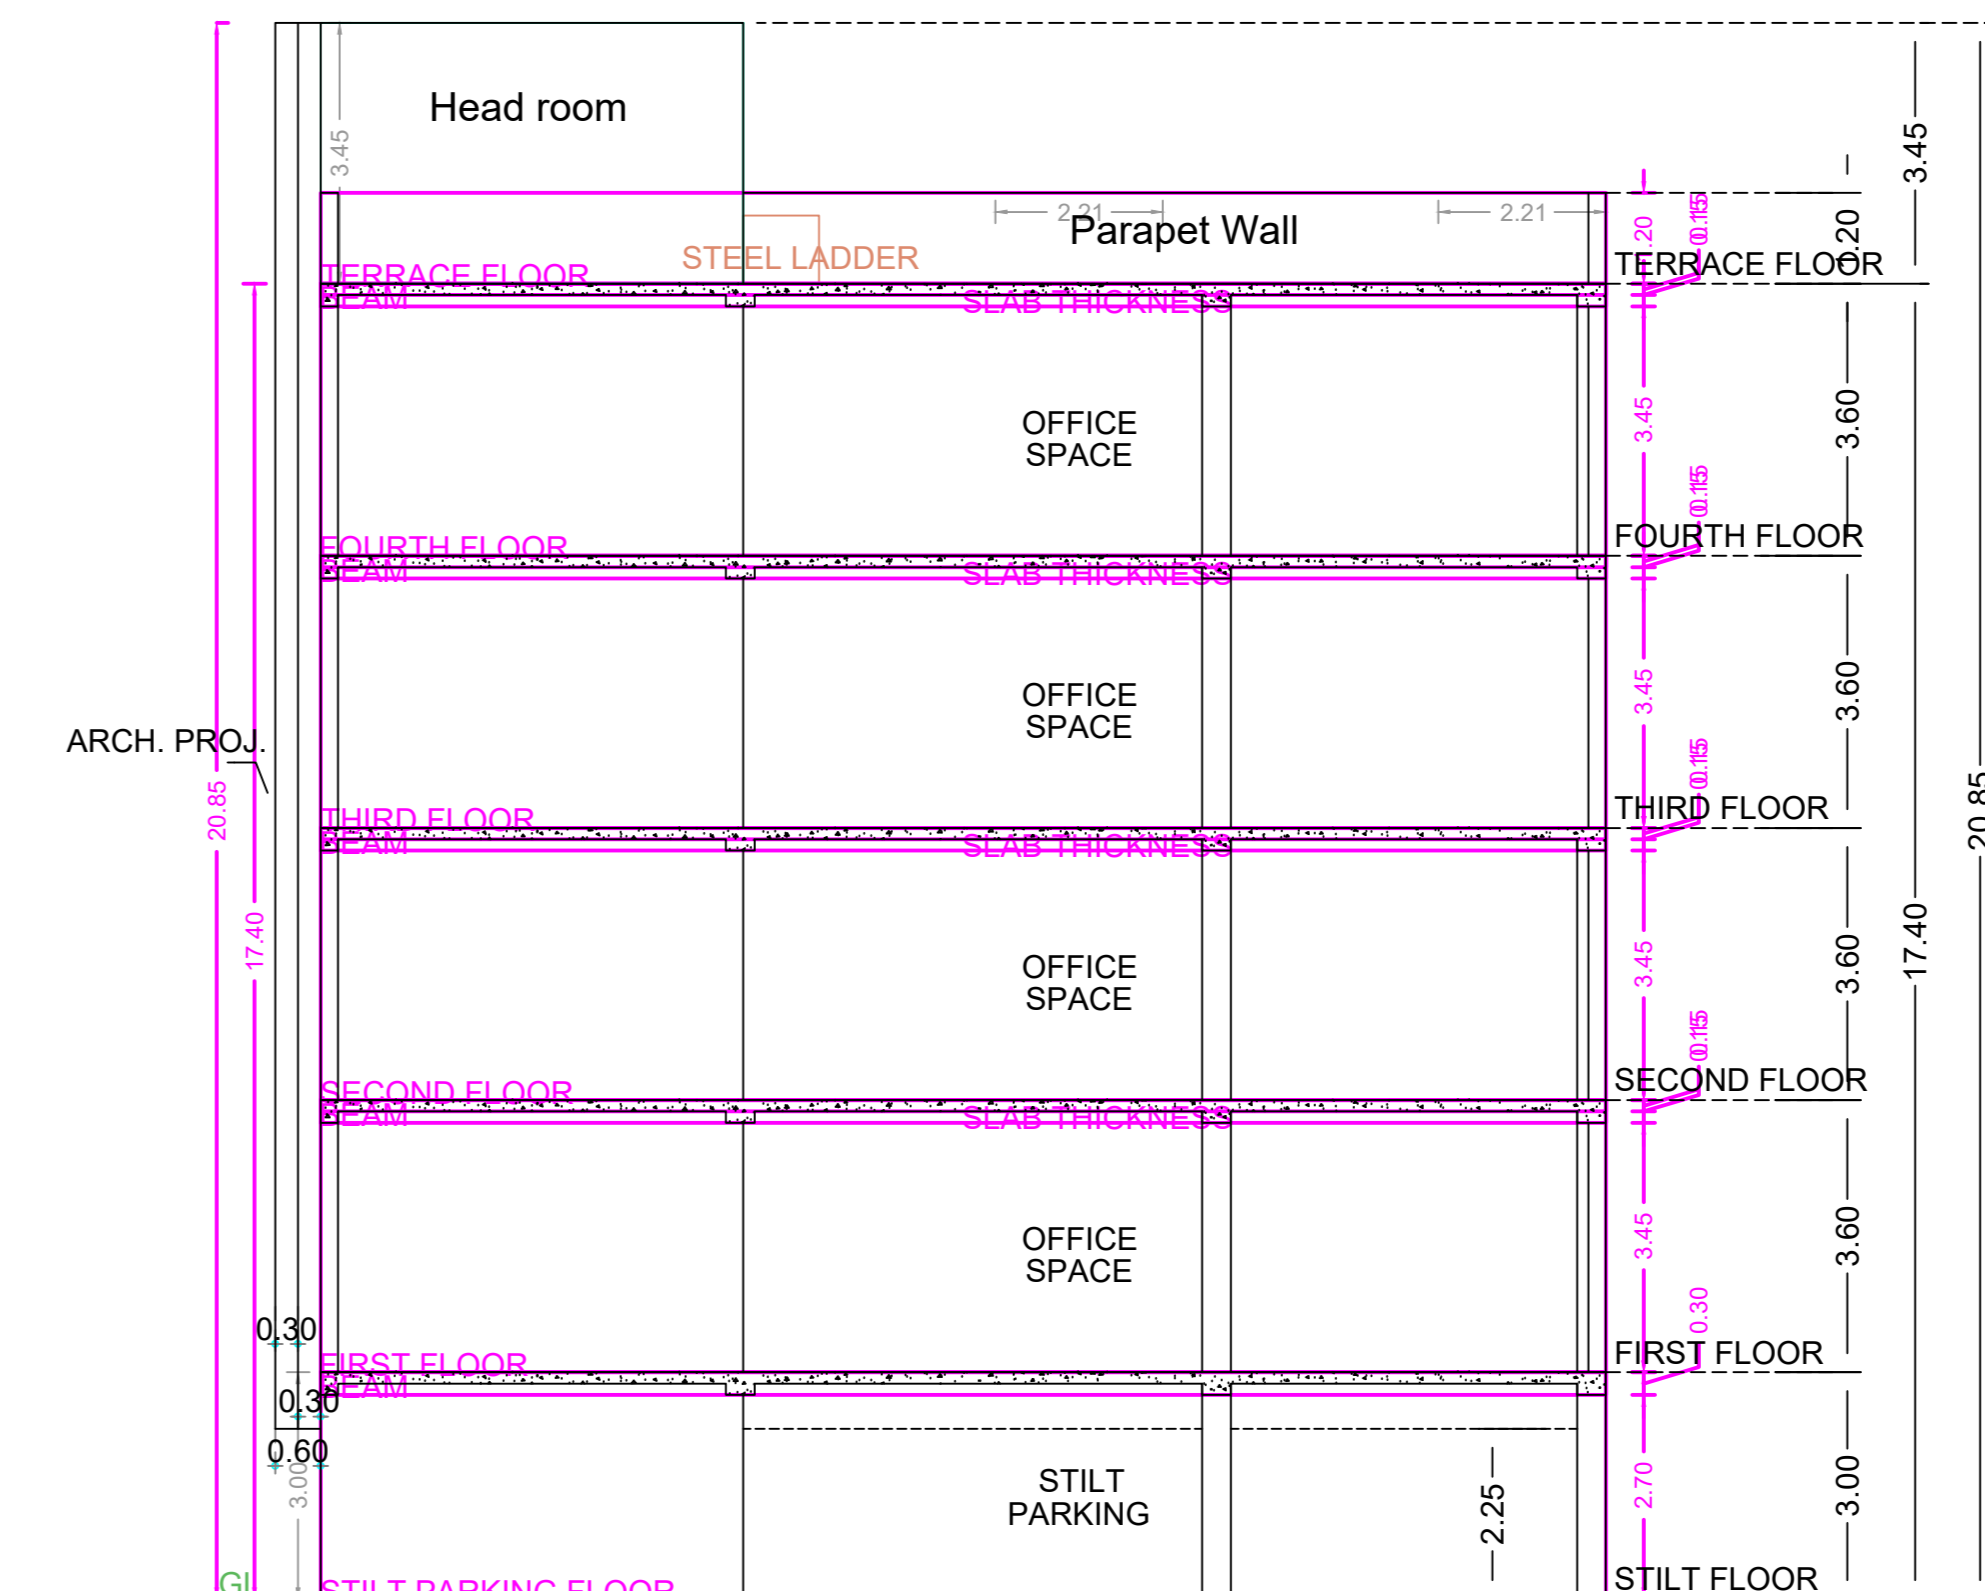 Head room
3.45
3.45
2.21
2.21
Parapet Wall
STEEL LADDER
TERRACE FLOOR
BEAM
SLAB THICKNESS
TERRACE FLOOR
OFFICE
SPACE
3.45
3.60
FOURTH FLOOR
BEAM
SLAB THICKNESS
FOURTH FLOOR
OFFICE
SPACE
3.45
3.60
ARCH. PROJ.
20.85
20.85
THIRD FLOOR
BEAM
SLAB THICKNESS
THIRD FLOOR
17.40
17.40
OFFICE
SPACE
3.45
3.60
SECOND FLOOR
BEAM
SLAB THICKNESS
SECOND FLOOR
OFFICE
SPACE
3.45
3.60
0.30
0.30
FIRST FLOOR
BEAM
FIRST FLOOR
0.30
0.60
3.00
STILT
PARKING
2.25
2.70
3.00
GL
STILT PARKING FLOOR
STILT FLOOR